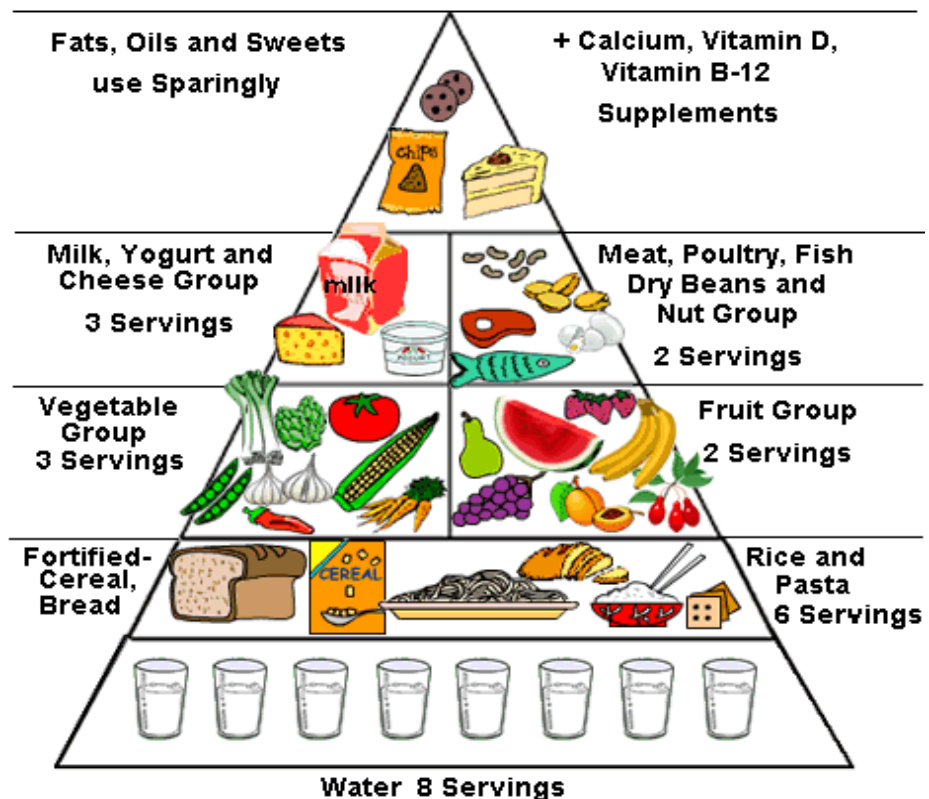 Fats, Oils and Sweets
use Sparingly
+ Calcium, Vitamin D,
Vitamin B-12
Supplements
chips
Milk, Yogurt and
Cheese Group
3 Servings
milk
YOGURT
Meat, Poultry, Fish
Dry Beans and
Nut Group
2 Servings
Vegetable
Group
3 Servings
Fruit Group
2 Servings
Fortified-
Cereal,
Bread
CEREAL
Rice and
Pasta
6 Servings
Water 8 Servings